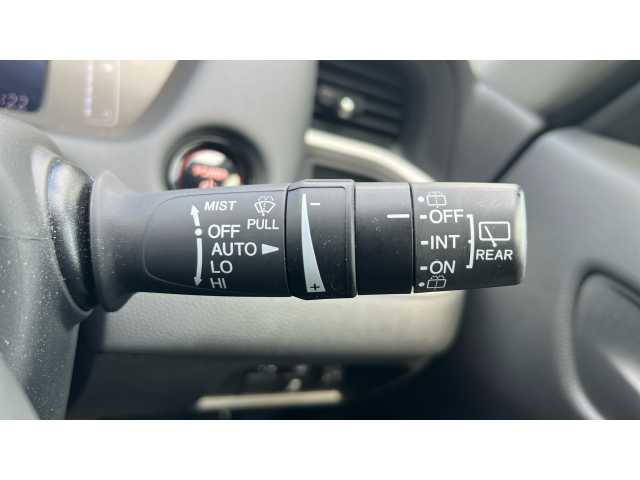 MIST
PULL
OFF
AUTO
LO
HI
−
+
OFF
INT
ON
REAR